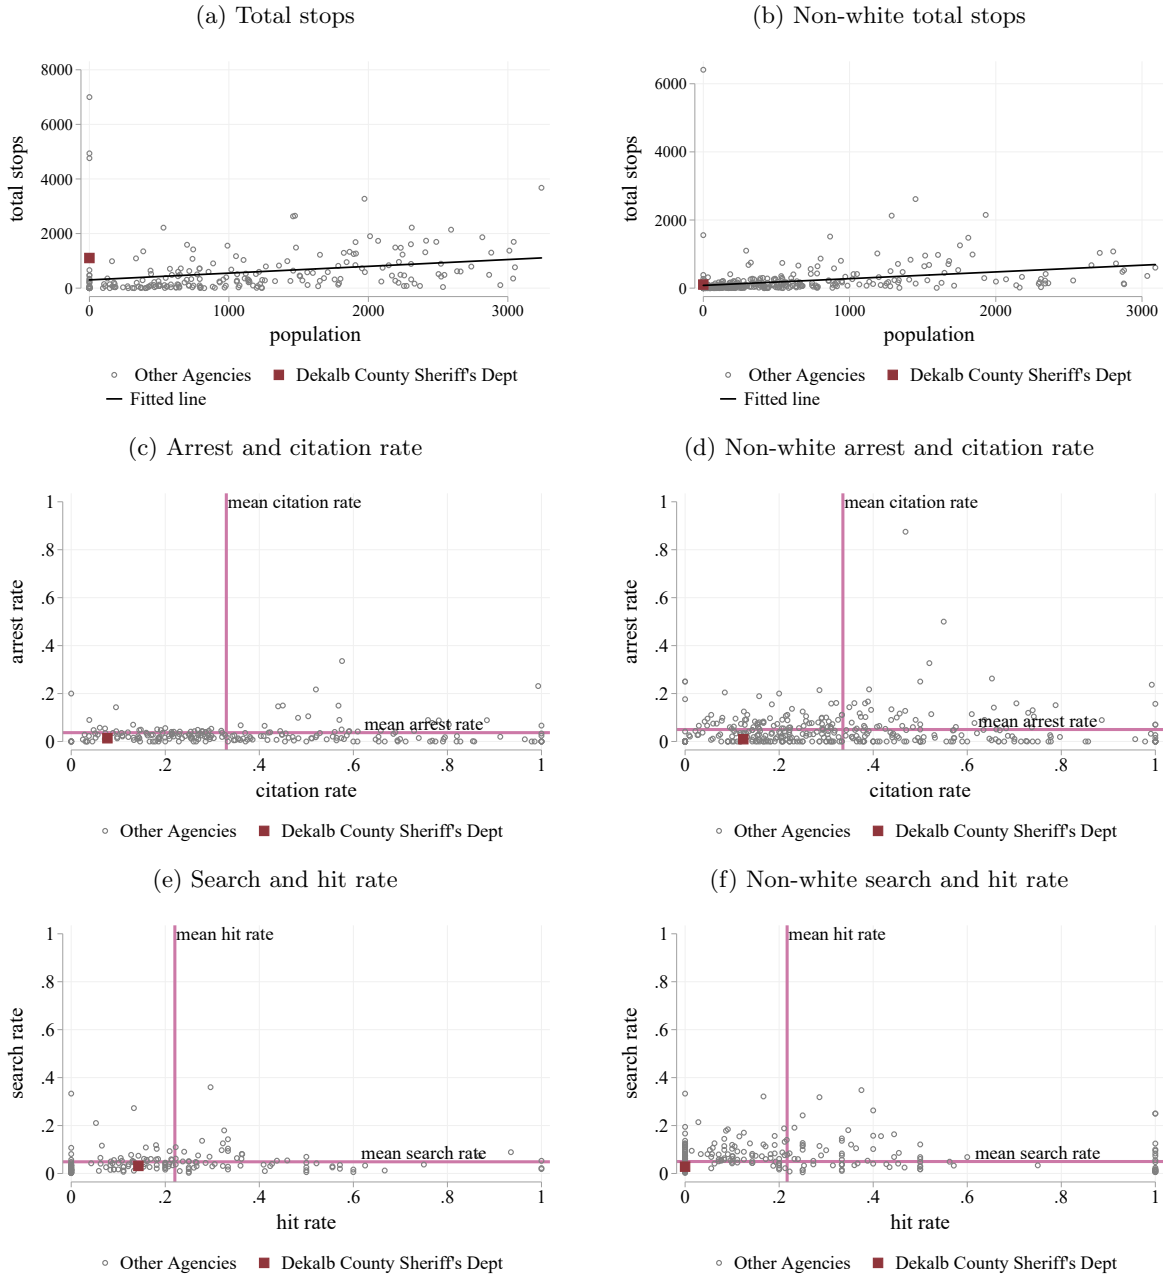 (a) Total stops
(b) Non-white total stops
8000
6000
4000
2000
0
total stops
0
1000
2000
3000
population
Other Agencies
Dekalb County Sheriff's Dept
Fitted line
6000
4000
2000
0
total stops
0
1000
2000
3000
population
Other Agencies
Dekalb County Sheriff's Dept
Fitted line
(c) Arrest and citation rate
(d) Non-white arrest and citation rate
1
.8
.6
.4
.2
0
arrest rate
mean citation rate
mean arrest rate
0
.2
.4
.6
.8
1
citation rate
Other Agencies
Dekalb County Sheriff's Dept
1
.8
.6
.4
.2
0
arrest rate
mean citation rate
mean arrest rate
0
.2
.4
.6
.8
1
citation rate
Other Agencies
Dekalb County Sheriff's Dept
(e) Search and hit rate
(f) Non-white search and hit rate
1
.8
.6
.4
.2
0
search rate
mean hit rate
mean search rate
0
.2
.4
.6
.8
1
hit rate
Other Agencies
Dekalb County Sheriff's Dept
1
.8
.6
.4
.2
0
search rate
mean hit rate
mean search rate
0
.2
.4
.6
.8
1
hit rate
Other Agencies
Dekalb County Sheriff's Dept